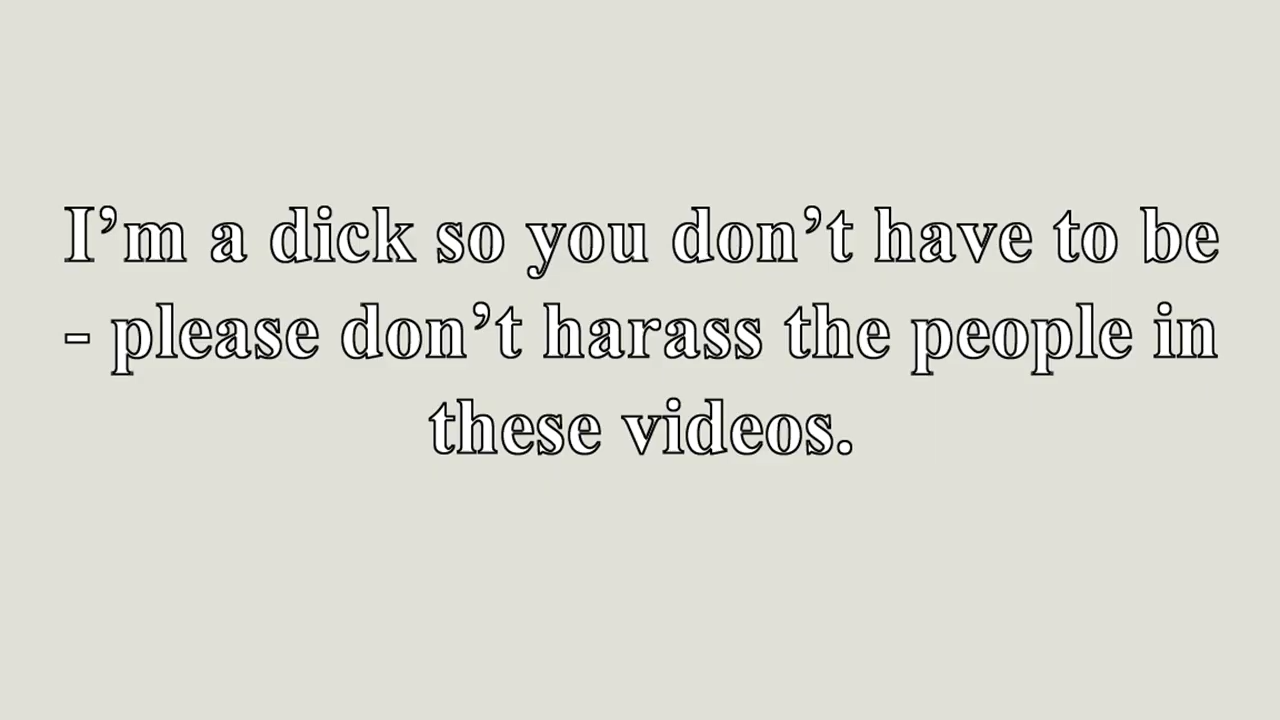 I’m a dick so you don’t have to be
- please don’t harass the people in
these videos.